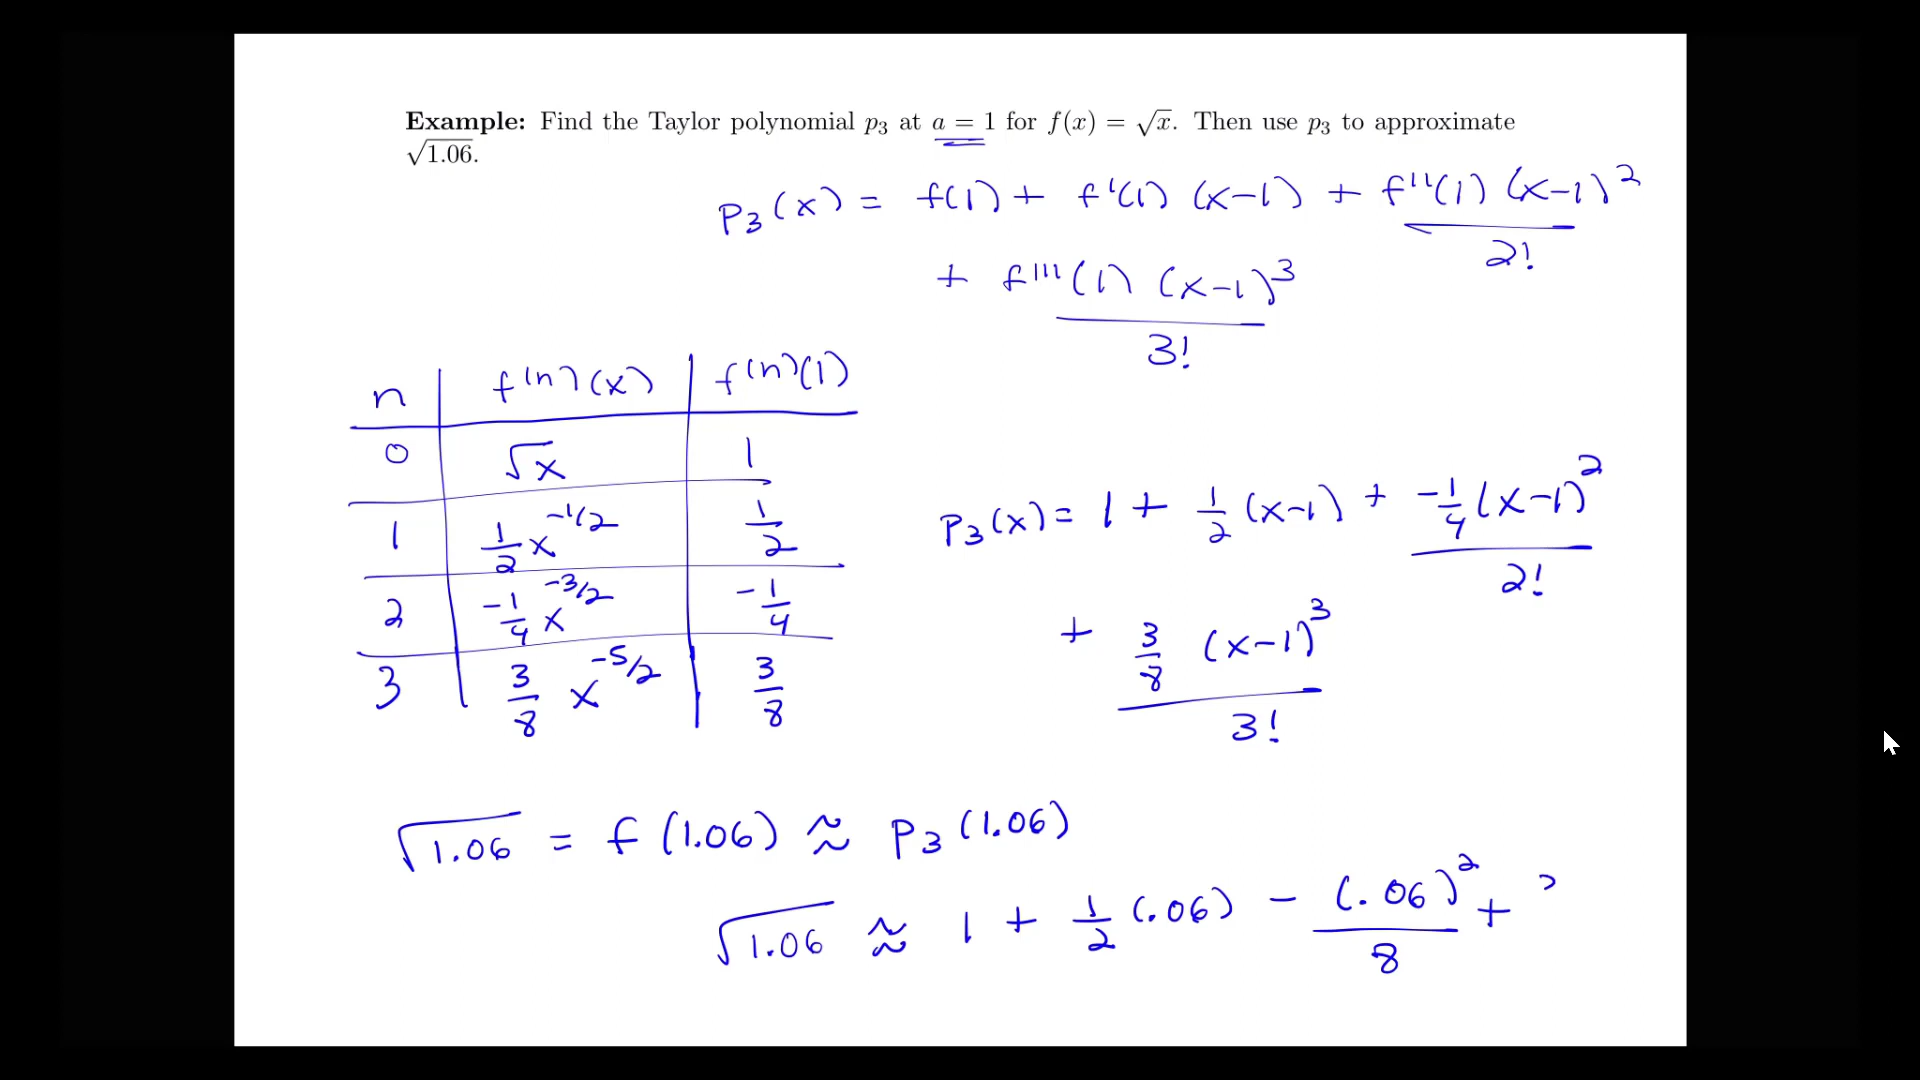 Example: Find the Taylor polynomial p₃ at a = 1 for f(x) = √x. Then use p₃ to approximate
√1.06.
P₃(x) = f(1) + f'(1) (x-1) + f''(1) (x-1)² / 2!
+ f'''(1) (x-1)³ / 3!
n | f⁽ⁿ⁾(x) | f⁽ⁿ⁾(1)
0 | √x | 1
1 | 1/2 x^(-1/2) | 1/2
2 | -1/4 x^(-3/2) | -1/4
3 | 3/8 x^(-5/2) | 3/8
P₃(x) = 1 + 1/2 (x-1) + -1/4 (x-1)² / 2!
+ 3/8 (x-1)³ / 3!
√1.06 = f(1.06) ≈ P₃(1.06)
√1.06 ≈ 1 + 1/2 (.06) - (.06)² / 8 +